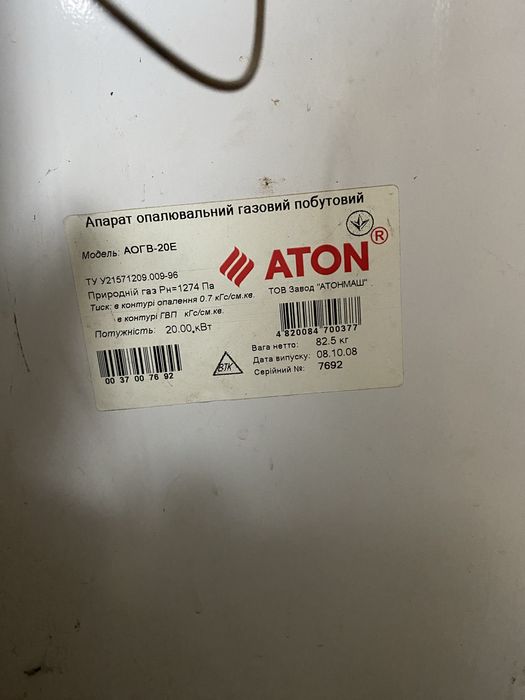 Апарат опалювальний газовий побутовий
Модель: АОГВ-20Е
ATON ®
ТУ У21571209.009-96
Природній газ Рн=1274 Па
ТОВ Завод "АТОНМАШ"
Тиск: в контурі опалення 0.7 кГс/см.кв.
в контурі ГВП кГс/см.кв.
Потужність: 20.00 кВт
4 820084 700377
Вага нетто: 82.5 кг
Дата випуску: 08.10.08
Серійний №: 7692
00 37 00 76 92
ВТК